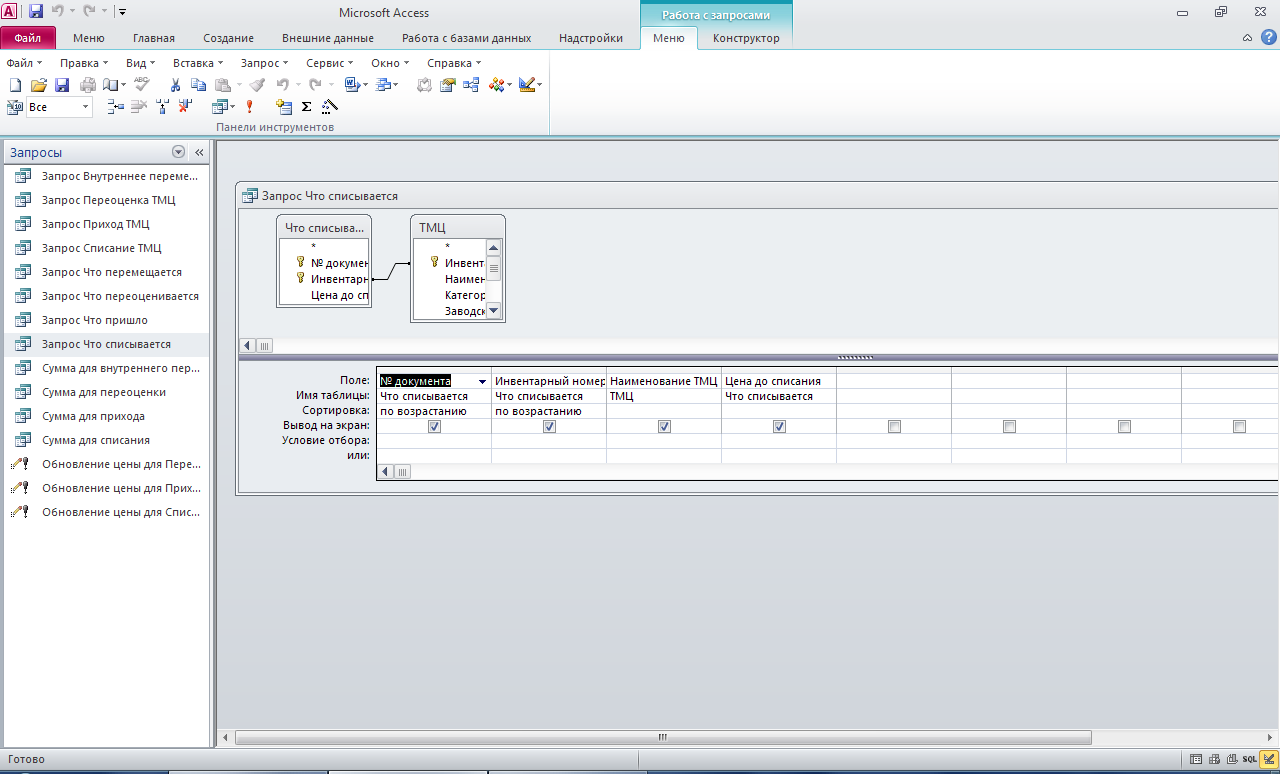 Microsoft Access
Работа с запросами
Файл Меню Главная Создание Внешние данные Работа с базами данных Надстройки Меню Конструктор
Файл Правка Вид Вставка Запрос Сервис Окно Справка
Все
Панели инструментов
Запросы
Запрос Внутреннее переме...
Запрос Переоценка ТМЦ
Запрос Приход ТМЦ
Запрос Списание ТМЦ
Запрос Что перемещается
Запрос Что переоценивается
Запрос Что пришло
Запрос Что списывается
Сумма для внутреннего пер...
Сумма для переоценки
Сумма для прихода
Сумма для списания
Обновление цены для Пере...
Обновление цены для Прих...
Обновление цены для Спис...
Запрос Что списывается
Что списыва...
*
№ докумен
Инвентарн
Цена до сп
ТМЦ
*
Инвент
Наимен
Категор
Заводск
Поле: № документа Инвентарный номер Наименование ТМЦ Цена до списания
Имя таблицы: Что списывается Что списывается ТМЦ Что списывается
Сортировка: по возрастанию по возрастанию
Вывод на экран:
Условие отбора:
или:
Готово
SQL